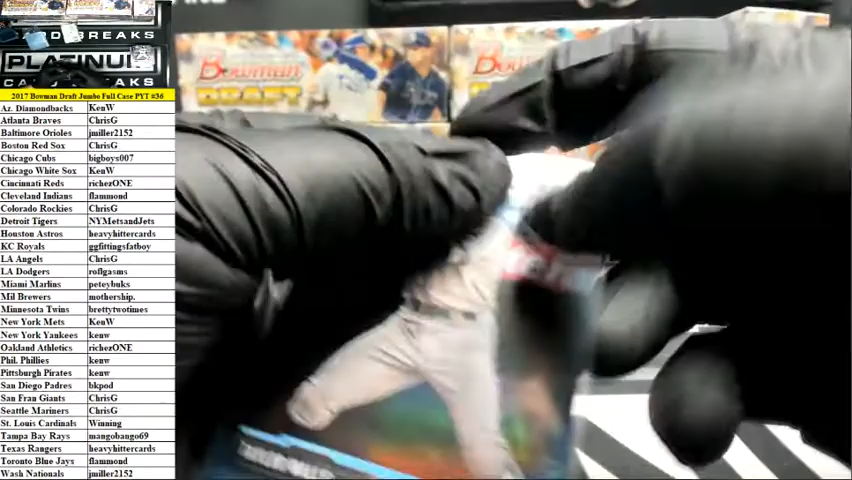 CARD BREAKS
PLATINUM
CARD BREAKS
2017 Bowman Draft Jumbo Full Case PYT #36
Az. Diamondbacks KenW
Atlanta Braves ChrisG
Baltimore Orioles jmiller2152
Boston Red Sox ChrisG
Chicago Cubs bigboys007
Chicago White Sox KenW
Cincinnati Reds richezONE
Cleveland Indians flammond
Colorado Rockies ChrisG
Detroit Tigers NYMetsandJets
Houston Astros heavyhittercards
KC Royals ggfittingsfatboy
LA Angels ChrisG
LA Dodgers roflgasms
Miami Marlins peteybuks
Mil Brewers mothership.
Minnesota Twins brettytwotimes
New York Mets KenW
New York Yankees kenw
Oakland Athletics richezONE
Phil. Phillies kenw
Pittsburgh Pirates kenw
San Diego Padres bkpod
San Fran Giants ChrisG
Seattle Mariners ChrisG
St. Louis Cardinals Winning
Tampa Bay Rays mangobango69
Texas Rangers heavyhittercards
Toronto Blue Jays flammond
Wash Nationals jmiller2152
Bowman Bowman
DRAFT